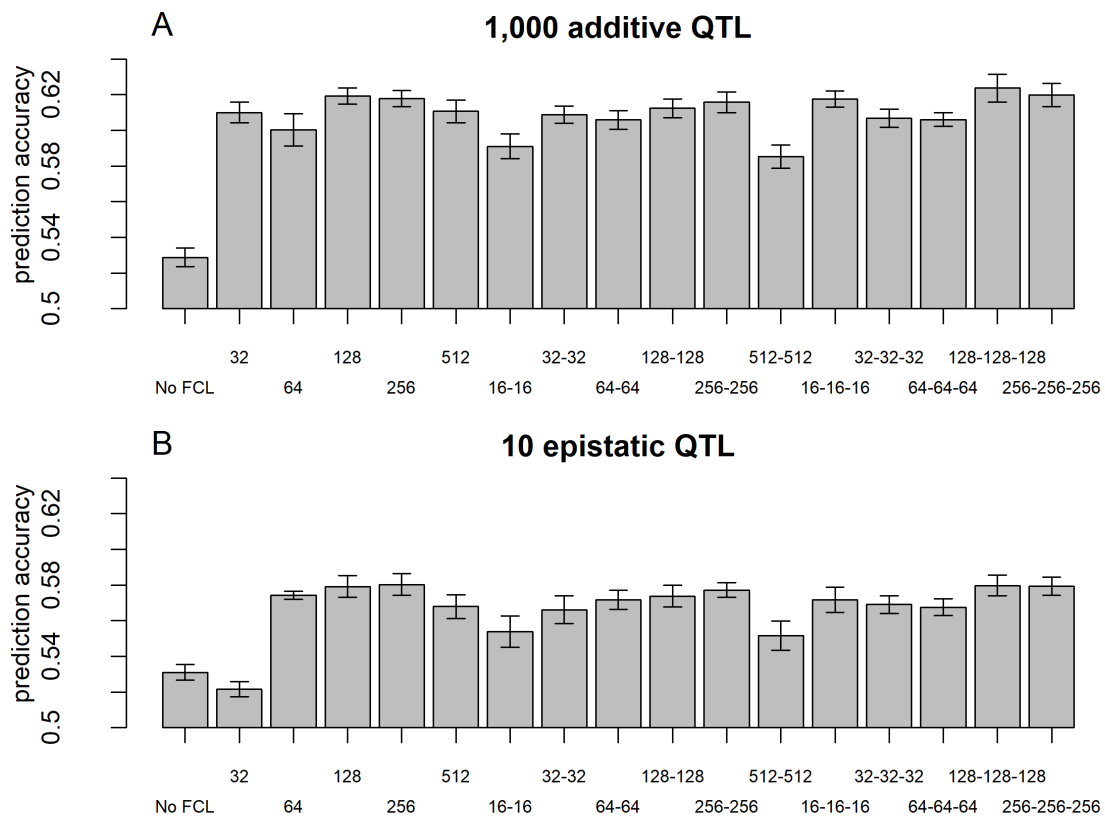 A
1,000 additive QTL
prediction accuracy
0.62
0.58
0.54
0.5
32 128 512 32-32 128-128 512-512 32-32-32 128-128-128
No FCL 64 256 16-16 64-64 256-256 16-16-16 64-64-64 256-256-256
B
10 epistatic QTL
prediction accuracy
0.62
0.58
0.54
0.5
32 128 512 32-32 128-128 512-512 32-32-32 128-128-128
No FCL 64 256 16-16 64-64 256-256 16-16-16 64-64-64 256-256-256